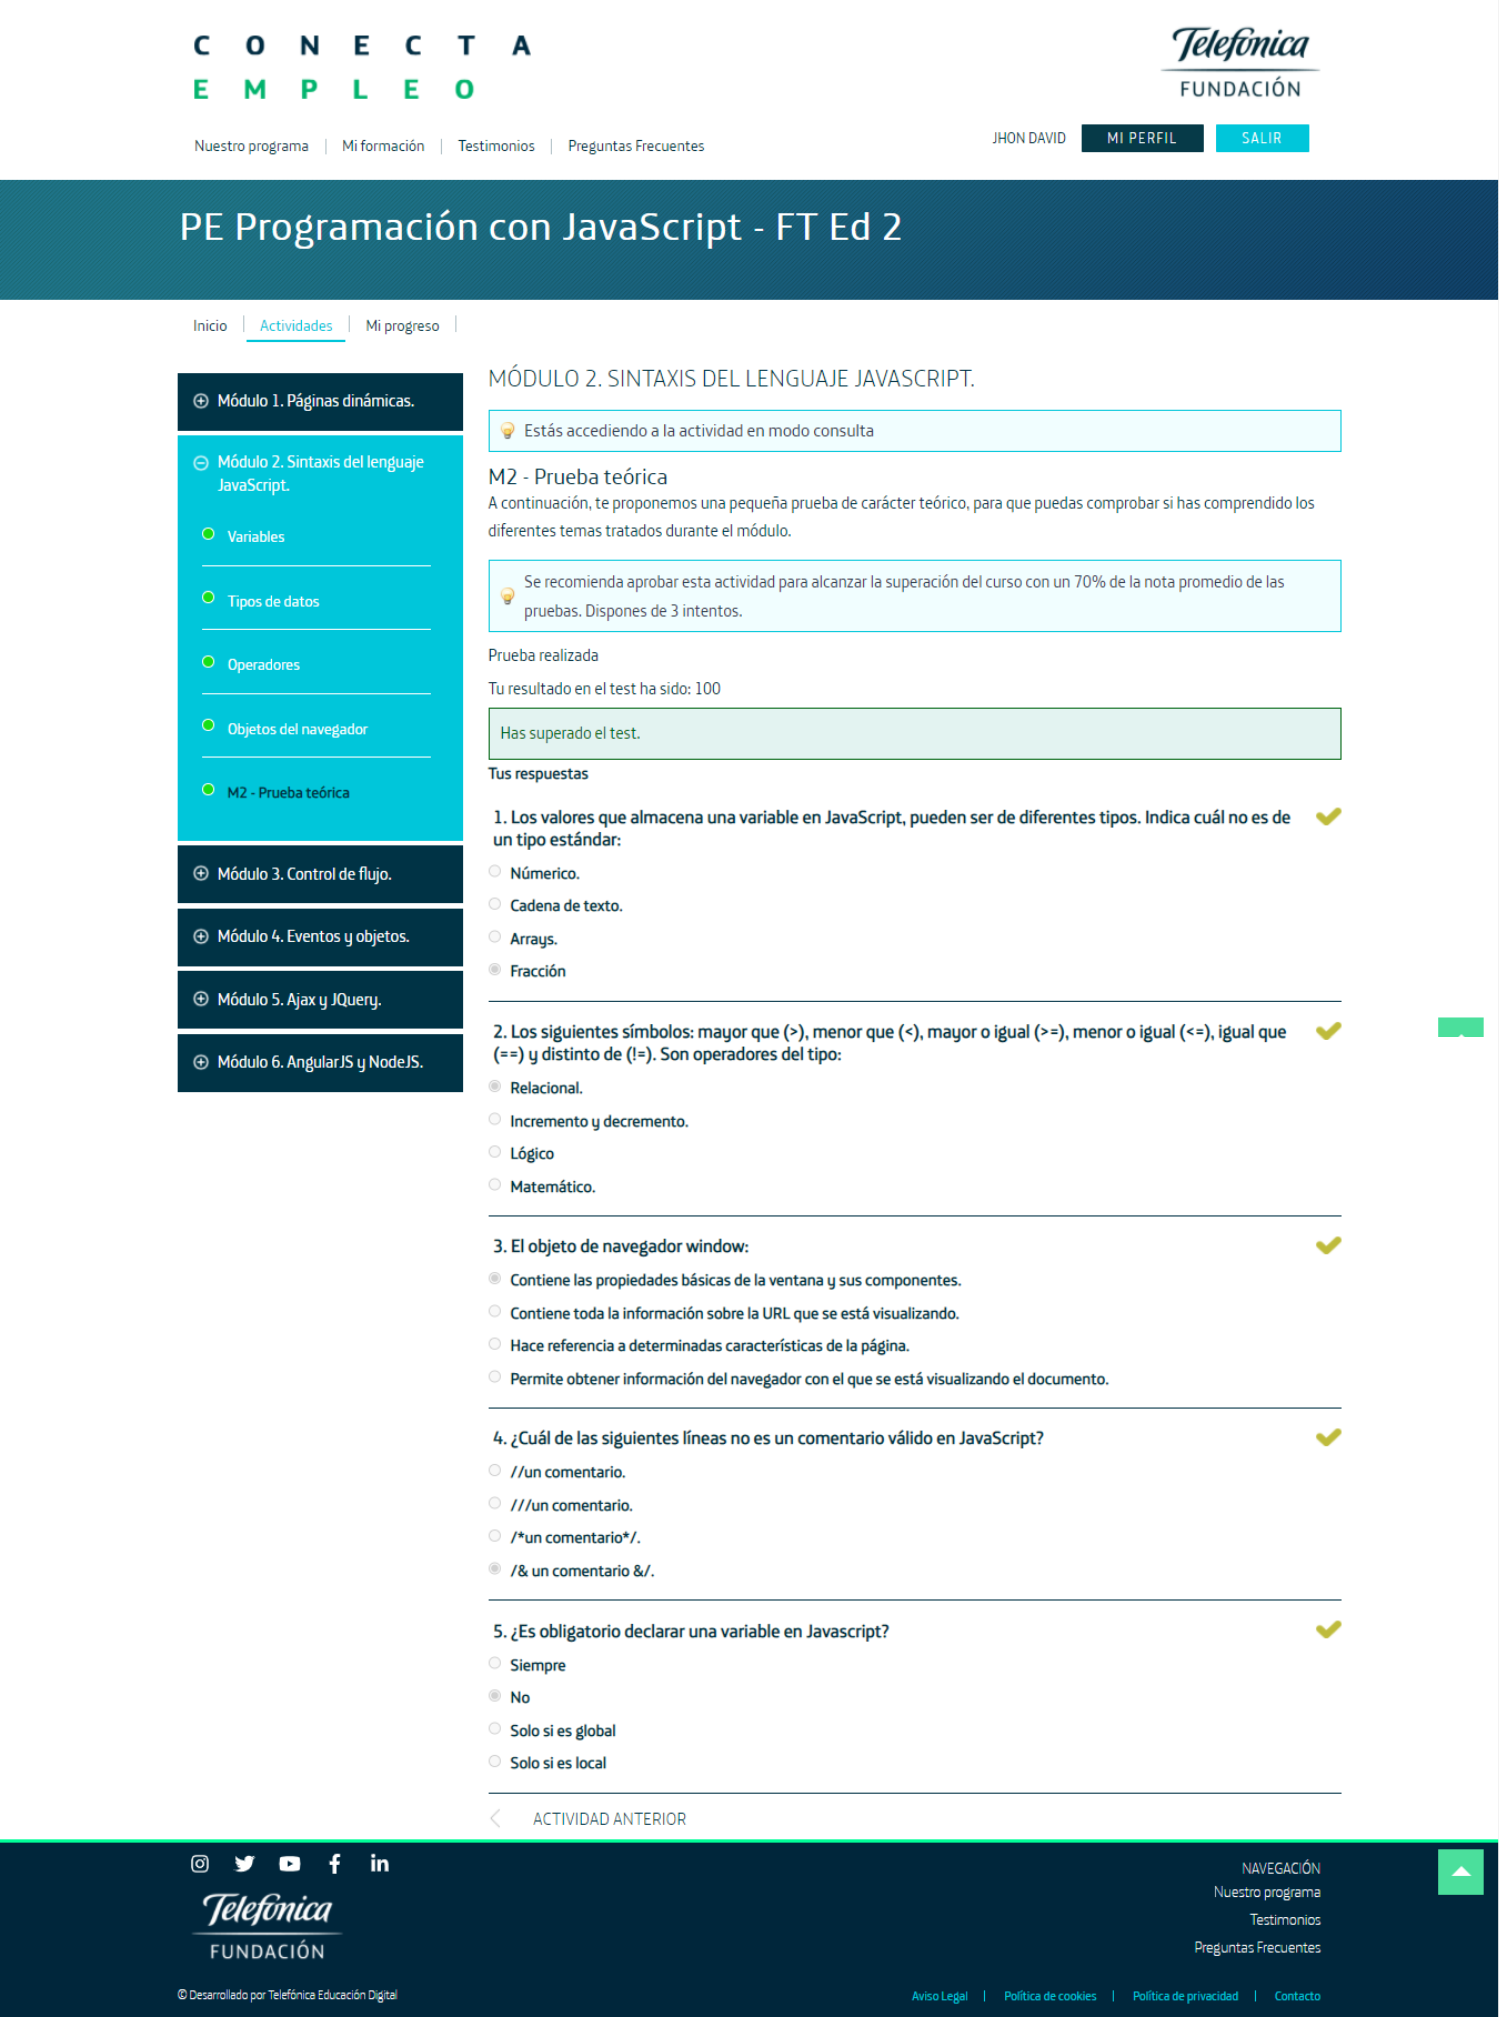 CONECTA
EMPLEO
Telefónica
FUNDACIÓN
Nuestro programa | Mi formación | Testimonios | Preguntas Frecuentes
JHON DAVID MI PERFIL SALIR
PE Programación con JavaScript - FT Ed 2
Inicio | Actividades | Mi progreso |
Módulo 1. Páginas dinámicas.
Módulo 2. Sintaxis del lenguaje
JavaScript.
Variables
Tipos de datos
Operadores
Objetos del navegador
M2 - Prueba teórica
Módulo 3. Control de flujo.
Módulo 4. Eventos y objetos.
Módulo 5. Ajax y JQuery.
Módulo 6. AngularJS y NodeJS.
MÓDULO 2. SINTAXIS DEL LENGUAJE JAVASCRIPT.
Estás accediendo a la actividad en modo consulta
M2 - Prueba teórica
A continuación, te proponemos una pequeña prueba de carácter teórico, para que puedas comprobar si has comprendido los
diferentes temas tratados durante el módulo.
Se recomienda aprobar esta actividad para alcanzar la superación del curso con un 70% de la nota promedio de las
pruebas. Dispones de 3 intentos.
Prueba realizada
Tu resultado en el test ha sido: 100
Has superado el test.
Tus respuestas
1. Los valores que almacena una variable en JavaScript, pueden ser de diferentes tipos. Indica cuál no es de
un tipo estándar:
Númerico.
Cadena de texto.
Arrays.
Fracción
2. Los siguientes símbolos: mayor que (>), menor que (<), mayor o igual (>=), menor o igual (<=), igual que
(==) y distinto de (!=). Son operadores del tipo:
Relacional.
Incremento y decremento.
Lógico
Matemático.
3. El objeto de navegador window:
Contiene las propiedades básicas de la ventana y sus componentes.
Contiene toda la información sobre la URL que se está visualizando.
Hace referencia a determinadas características de la página.
Permite obtener información del navegador con el que se está visualizando el documento.
4. ¿Cuál de las siguientes líneas no es un comentario válido en JavaScript?
//un comentario.
///un comentario.
/*un comentario*/.
/& un comentario &/.
5. ¿Es obligatorio declarar una variable en Javascript?
Siempre
No
Solo si es global
Solo si es local
ACTIVIDAD ANTERIOR
Telefónica
FUNDACIÓN
© Desarrollado por Telefónica Educación Digital
NAVEGACIÓN
Nuestro programa
Testimonios
Preguntas Frecuentes
Aviso Legal | Política de cookies | Política de privacidad | Contacto